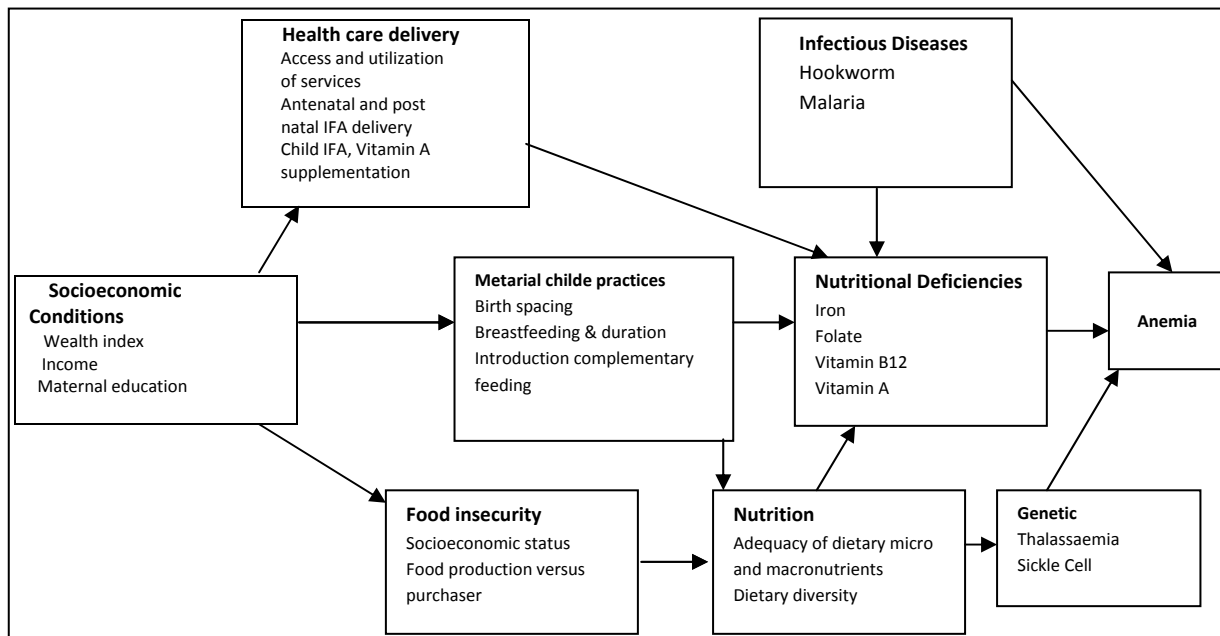 Health care delivery
Access and utilization
of services
Antenatal and post
natal IFA delivery
Child IFA, Vitamin A
supplementation
Infectious Diseases
Hookworm
Malaria
Socioeconomic
Conditions
Wealth index
Income
Maternal education
Metarial childe practices
Birth spacing
Breastfeeding & duration
Introduction complementary
feeding
Nutritional Deficiencies
Iron
Folate
Vitamin B12
Vitamin A
Anemia
Food insecurity
Socioeconomic status
Food production versus
purchaser
Nutrition
Adequacy of dietary micro
and macronutrients
Dietary diversity
Genetic
Thalassaemia
Sickle Cell